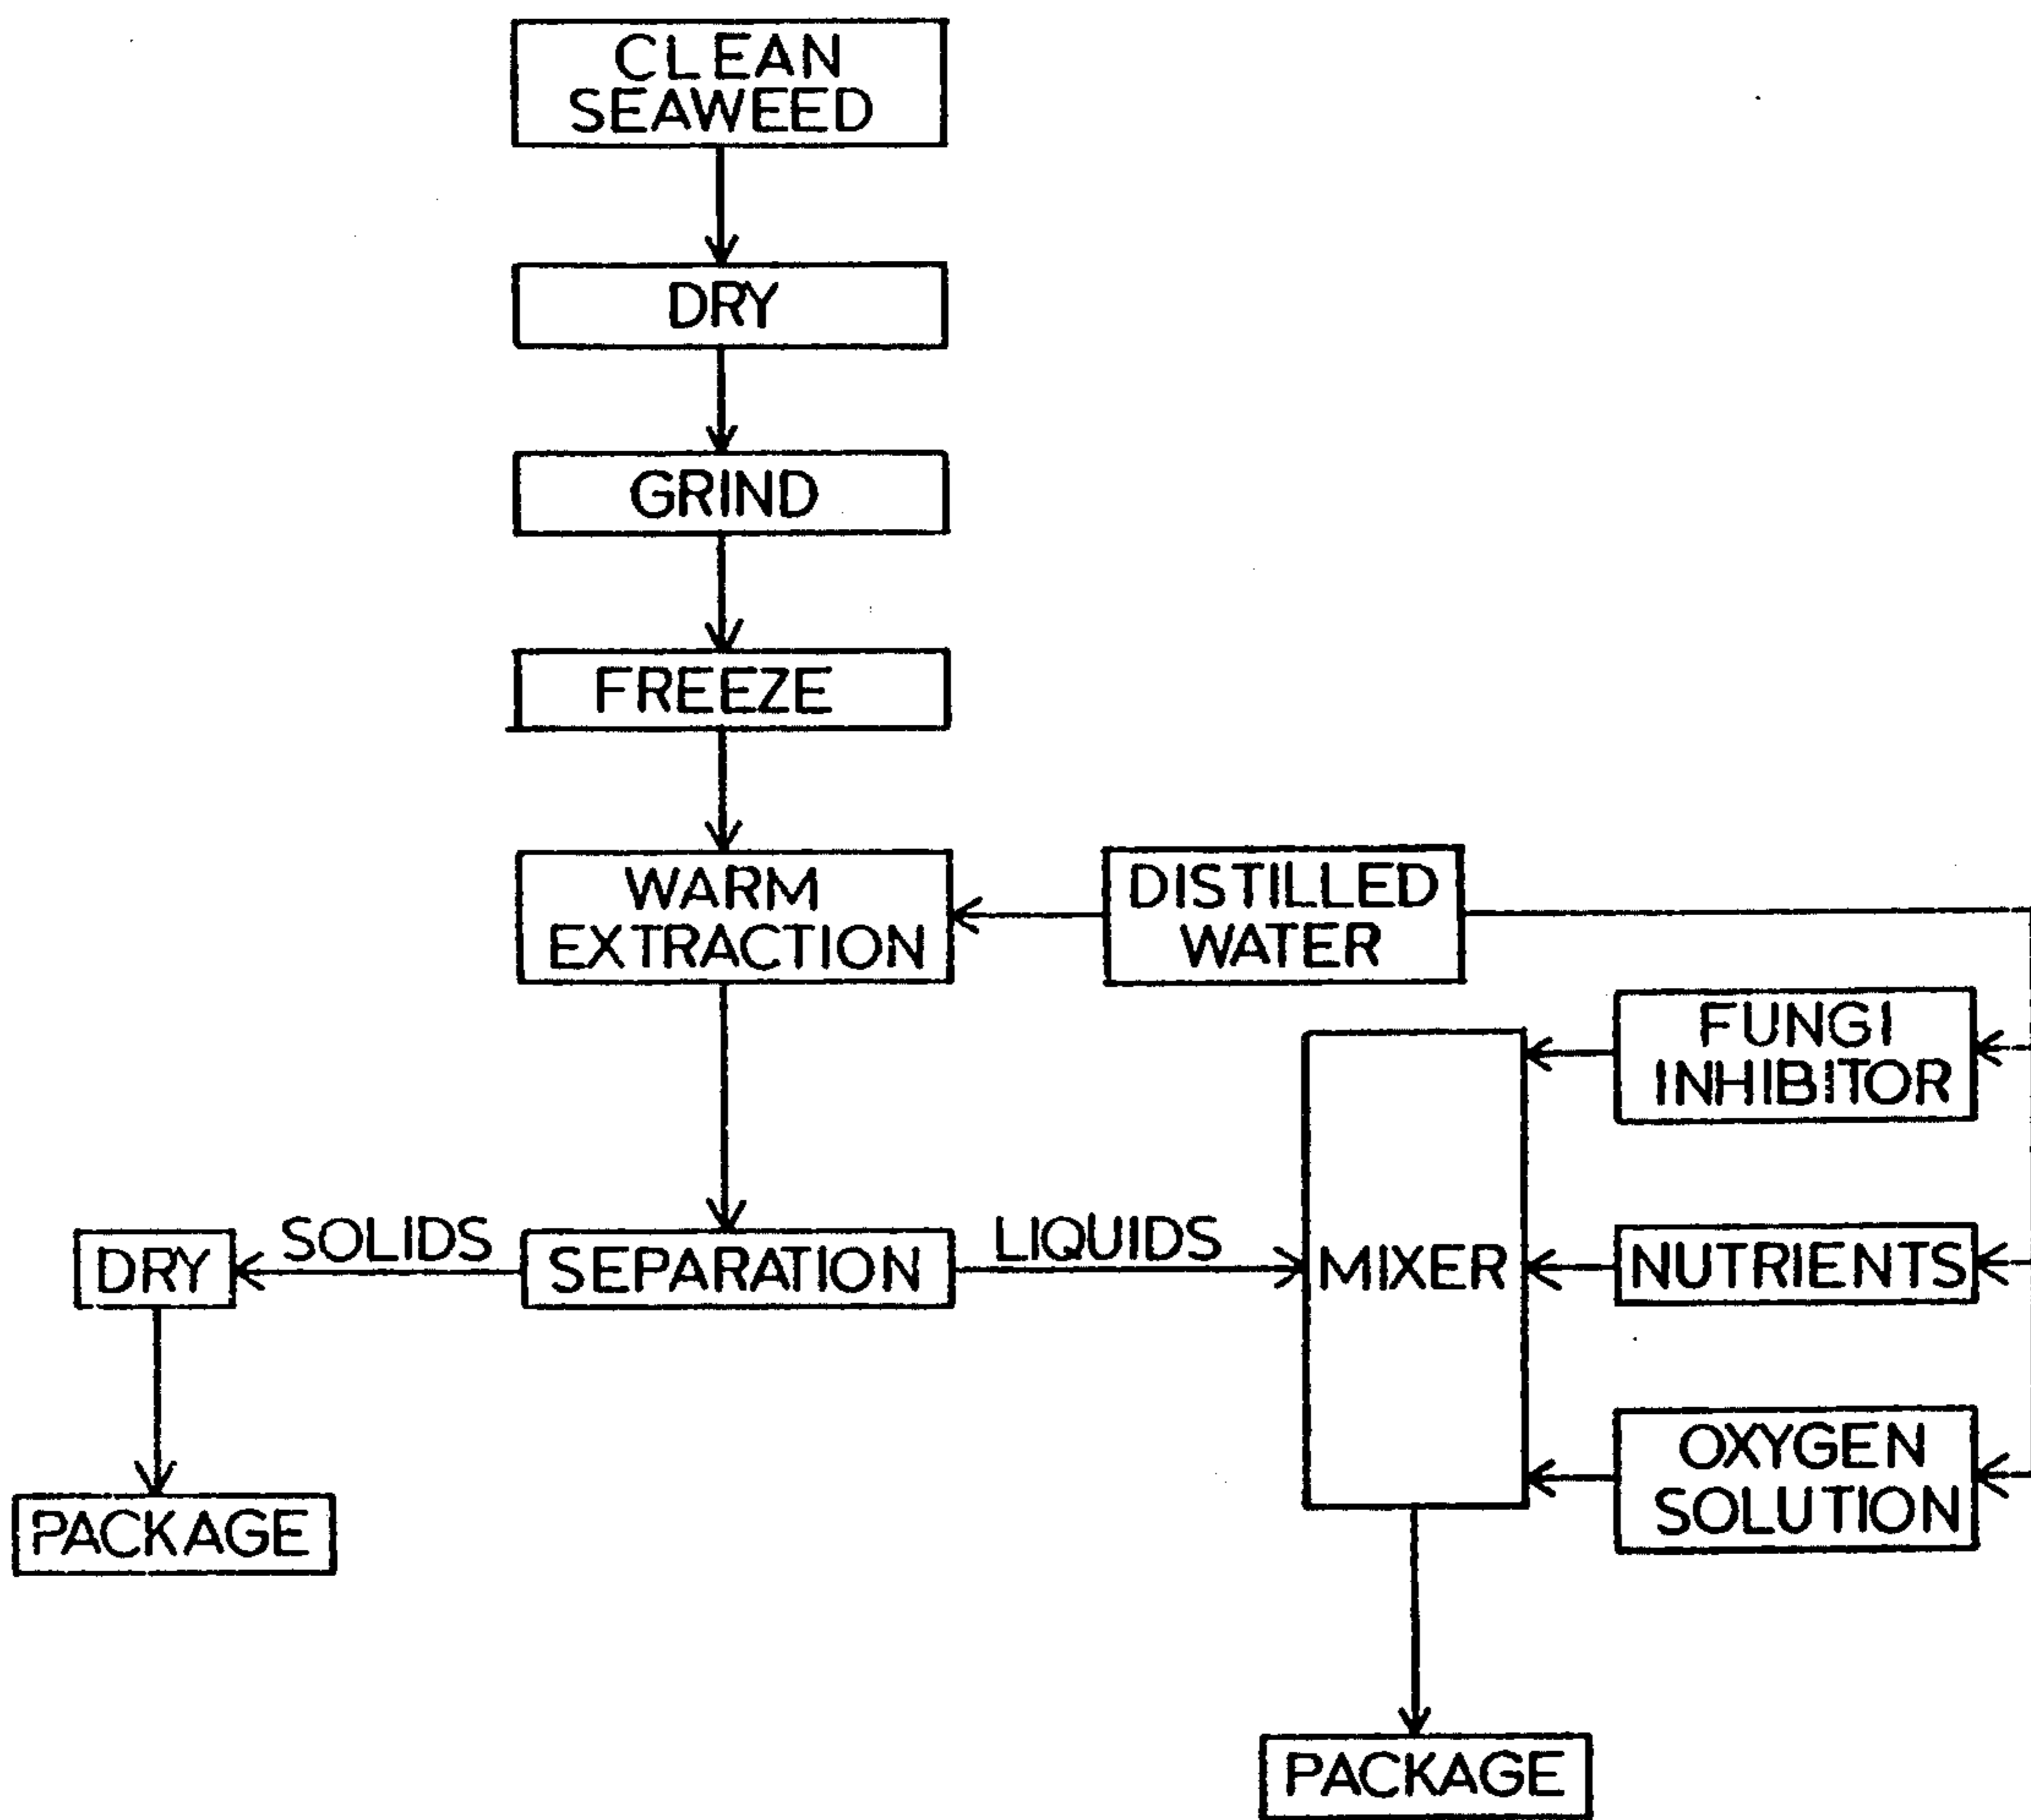 CLEAN
SEAWEED
DRY
GRIND
FREEZE
WARM
EXTRACTION
DISTILLED
WATER
FUNGI
INHIBITOR
DRY
SOLIDS
SEPARATION
LIQUIDS
MIXER
NUTRIENTS
OXYGEN
SOLUTION
PACKAGE
PACKAGE